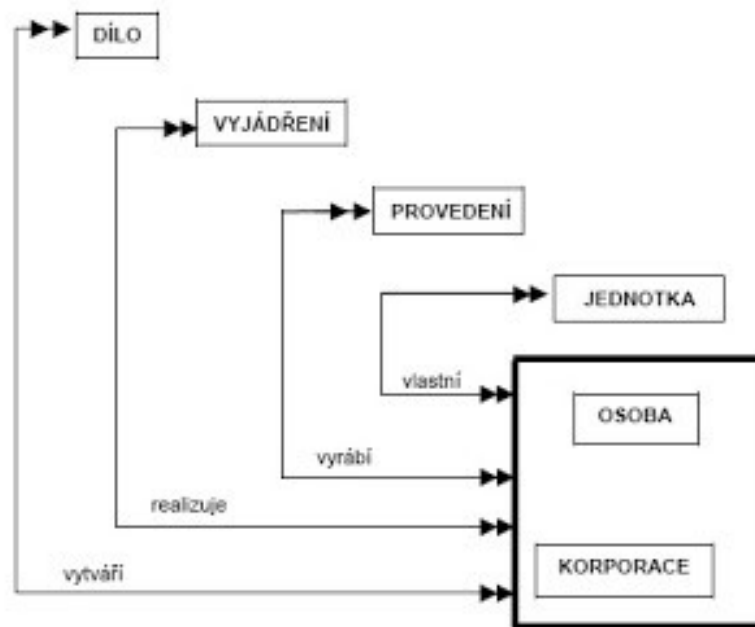 DÍLO
VYJÁDŘENÍ
PROVEDENÍ
JEDNOTKA
vlastní
OSOBA
vyrábí
realizuje
KORPORACE
vytváří